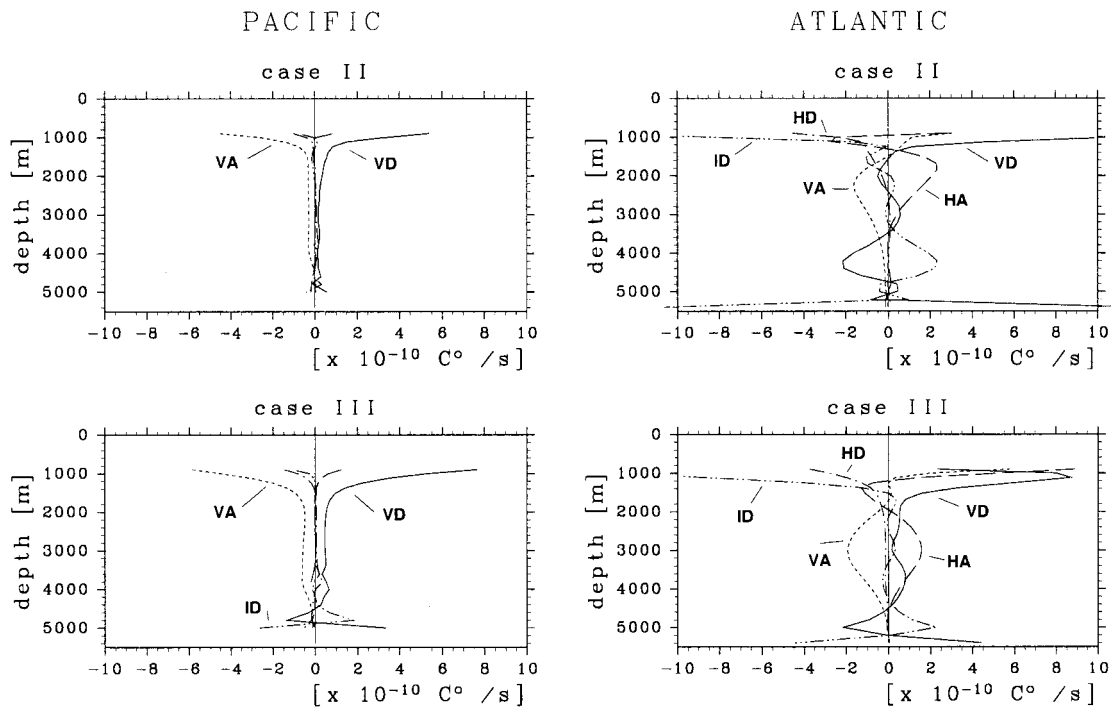 PACIFIC
ATLANTIC
case II
0
1000
2000
3000
4000
5000
depth [m]
VA
VD
-10 -8 -6 -4 -2 0 2 4 6 8 10
[x 10⁻¹⁰ C° /s]
case II
0
1000
2000
3000
4000
5000
depth [m]
HD
ID
VD
VA
HA
-10 -8 -6 -4 -2 0 2 4 6 8 10
[x 10⁻¹⁰ C° /s]
case III
0
1000
2000
3000
4000
5000
depth [m]
VA
VD
ID
-10 -8 -6 -4 -2 0 2 4 6 8 10
[x 10⁻¹⁰ C° /s]
case III
0
1000
2000
3000
4000
5000
depth [m]
HD
ID
VD
VA
HA
-10 -8 -6 -4 -2 0 2 4 6 8 10
[x 10⁻¹⁰ C° /s]